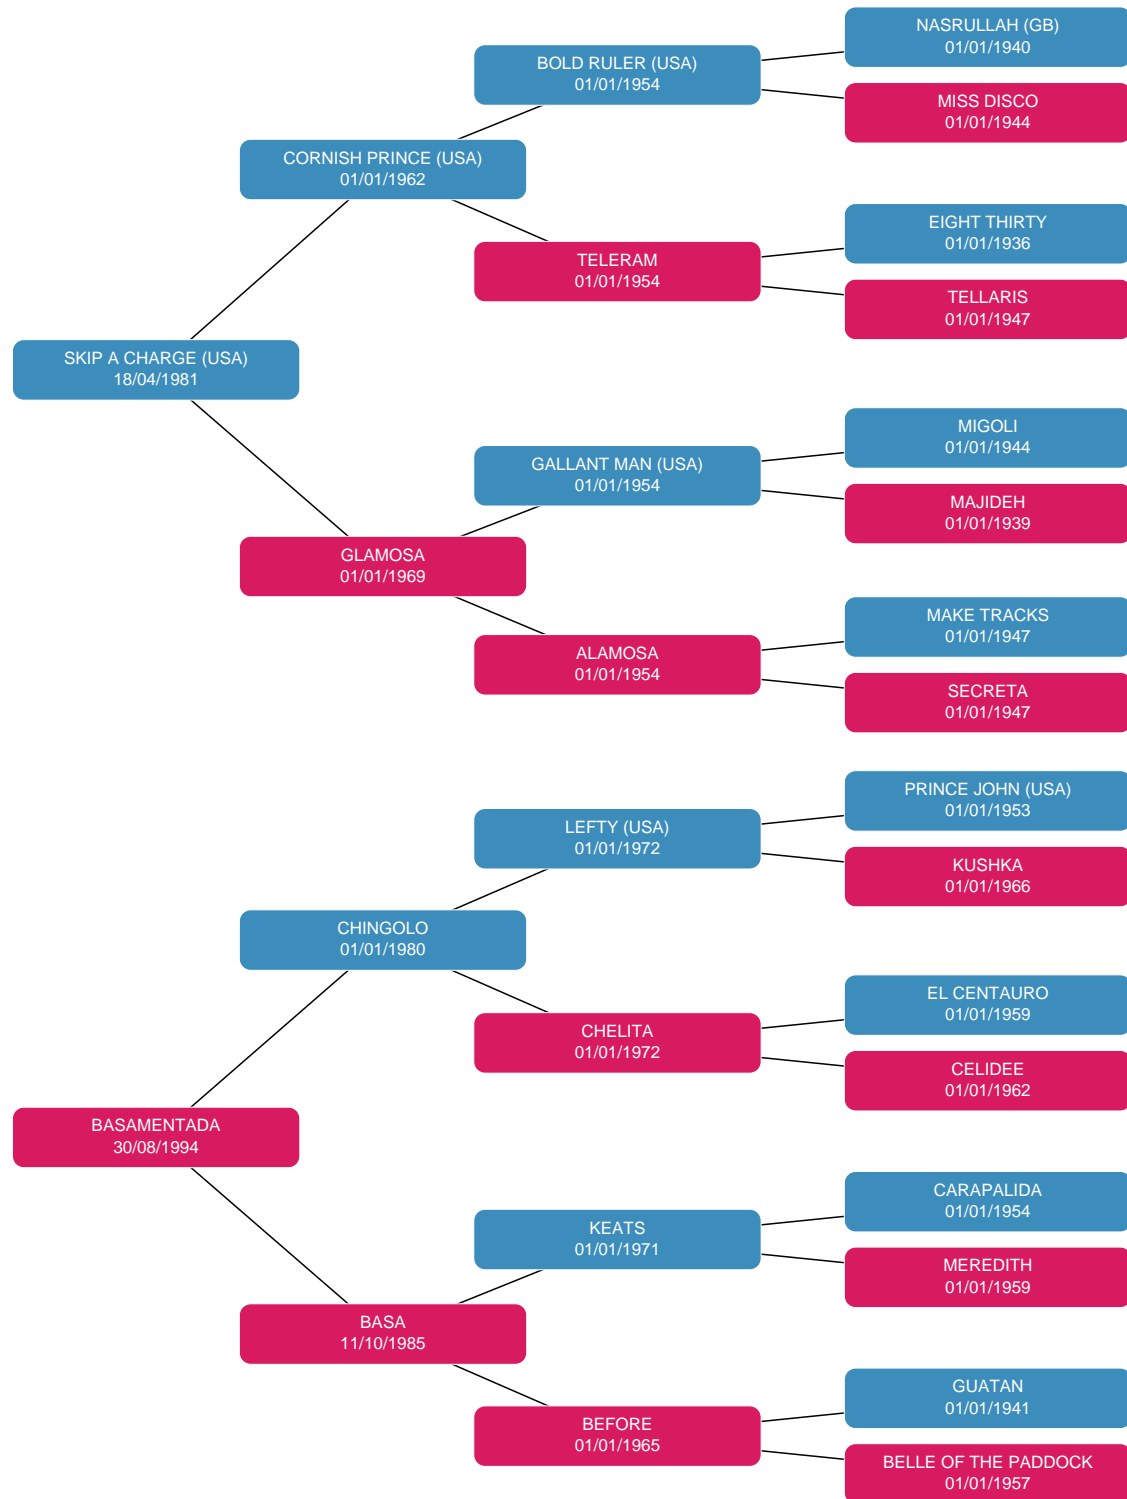 NASRULLAH (GB)
01/01/1940
BOLD RULER (USA)
01/01/1954
MISS DISCO
01/01/1944
CORNISH PRINCE (USA)
01/01/1962
EIGHT THIRTY
01/01/1936
TELERAM
01/01/1954
TELLARIS
01/01/1947
SKIP A CHARGE (USA)
18/04/1981
MIGOLI
01/01/1944
GALLANT MAN (USA)
01/01/1954
MAJIDEH
01/01/1939
GLAMOSA
01/01/1969
MAKE TRACKS
01/01/1947
ALAMOSA
01/01/1954
SECRETA
01/01/1947
PRINCE JOHN (USA)
01/01/1953
LEFTY (USA)
01/01/1972
KUSHKA
01/01/1966
CHINGOLO
01/01/1980
EL CENTAURO
01/01/1959
CHELITA
01/01/1972
CELIDEE
01/01/1962
BASAMENTADA
30/08/1994
CARAPALIDA
01/01/1954
KEATS
01/01/1971
MEREDITH
01/01/1959
BASA
11/10/1985
GUATAN
01/01/1941
BEFORE
01/01/1965
BELLE OF THE PADDOCK
01/01/1957